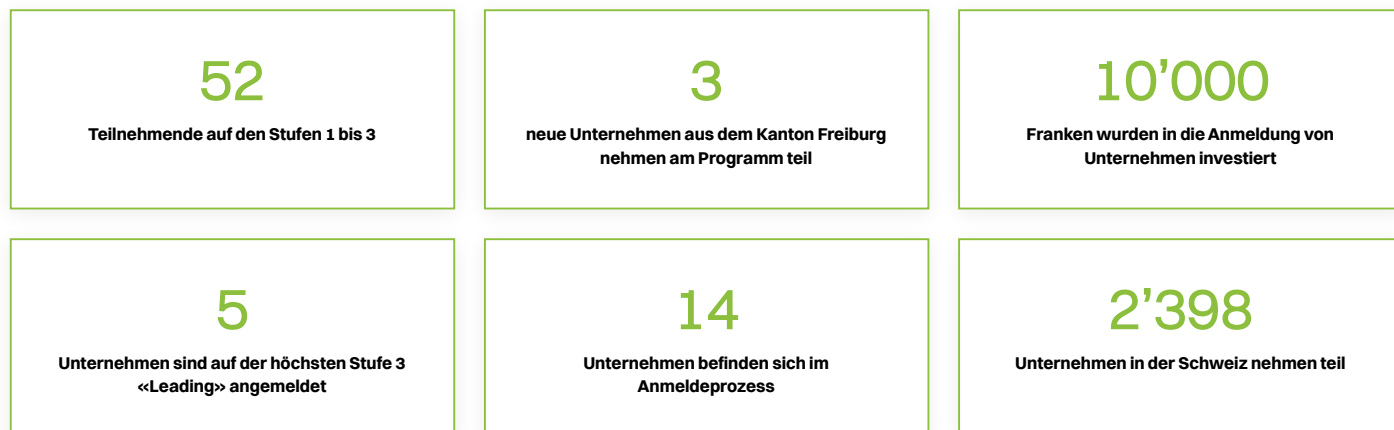 52
Teilnehmende auf den Stufen 1 bis 3
3
neue Unternehmen aus dem Kanton Freiburg
nehmen am Programm teil
10’000
Franken wurden in die Anmeldung von
Unternehmen investiert
5
Unternehmen sind auf der höchsten Stufe 3
«Leading» angemeldet
14
Unternehmen befinden sich im
Anmeldeprozess
2’398
Unternehmen in der Schweiz nehmen teil